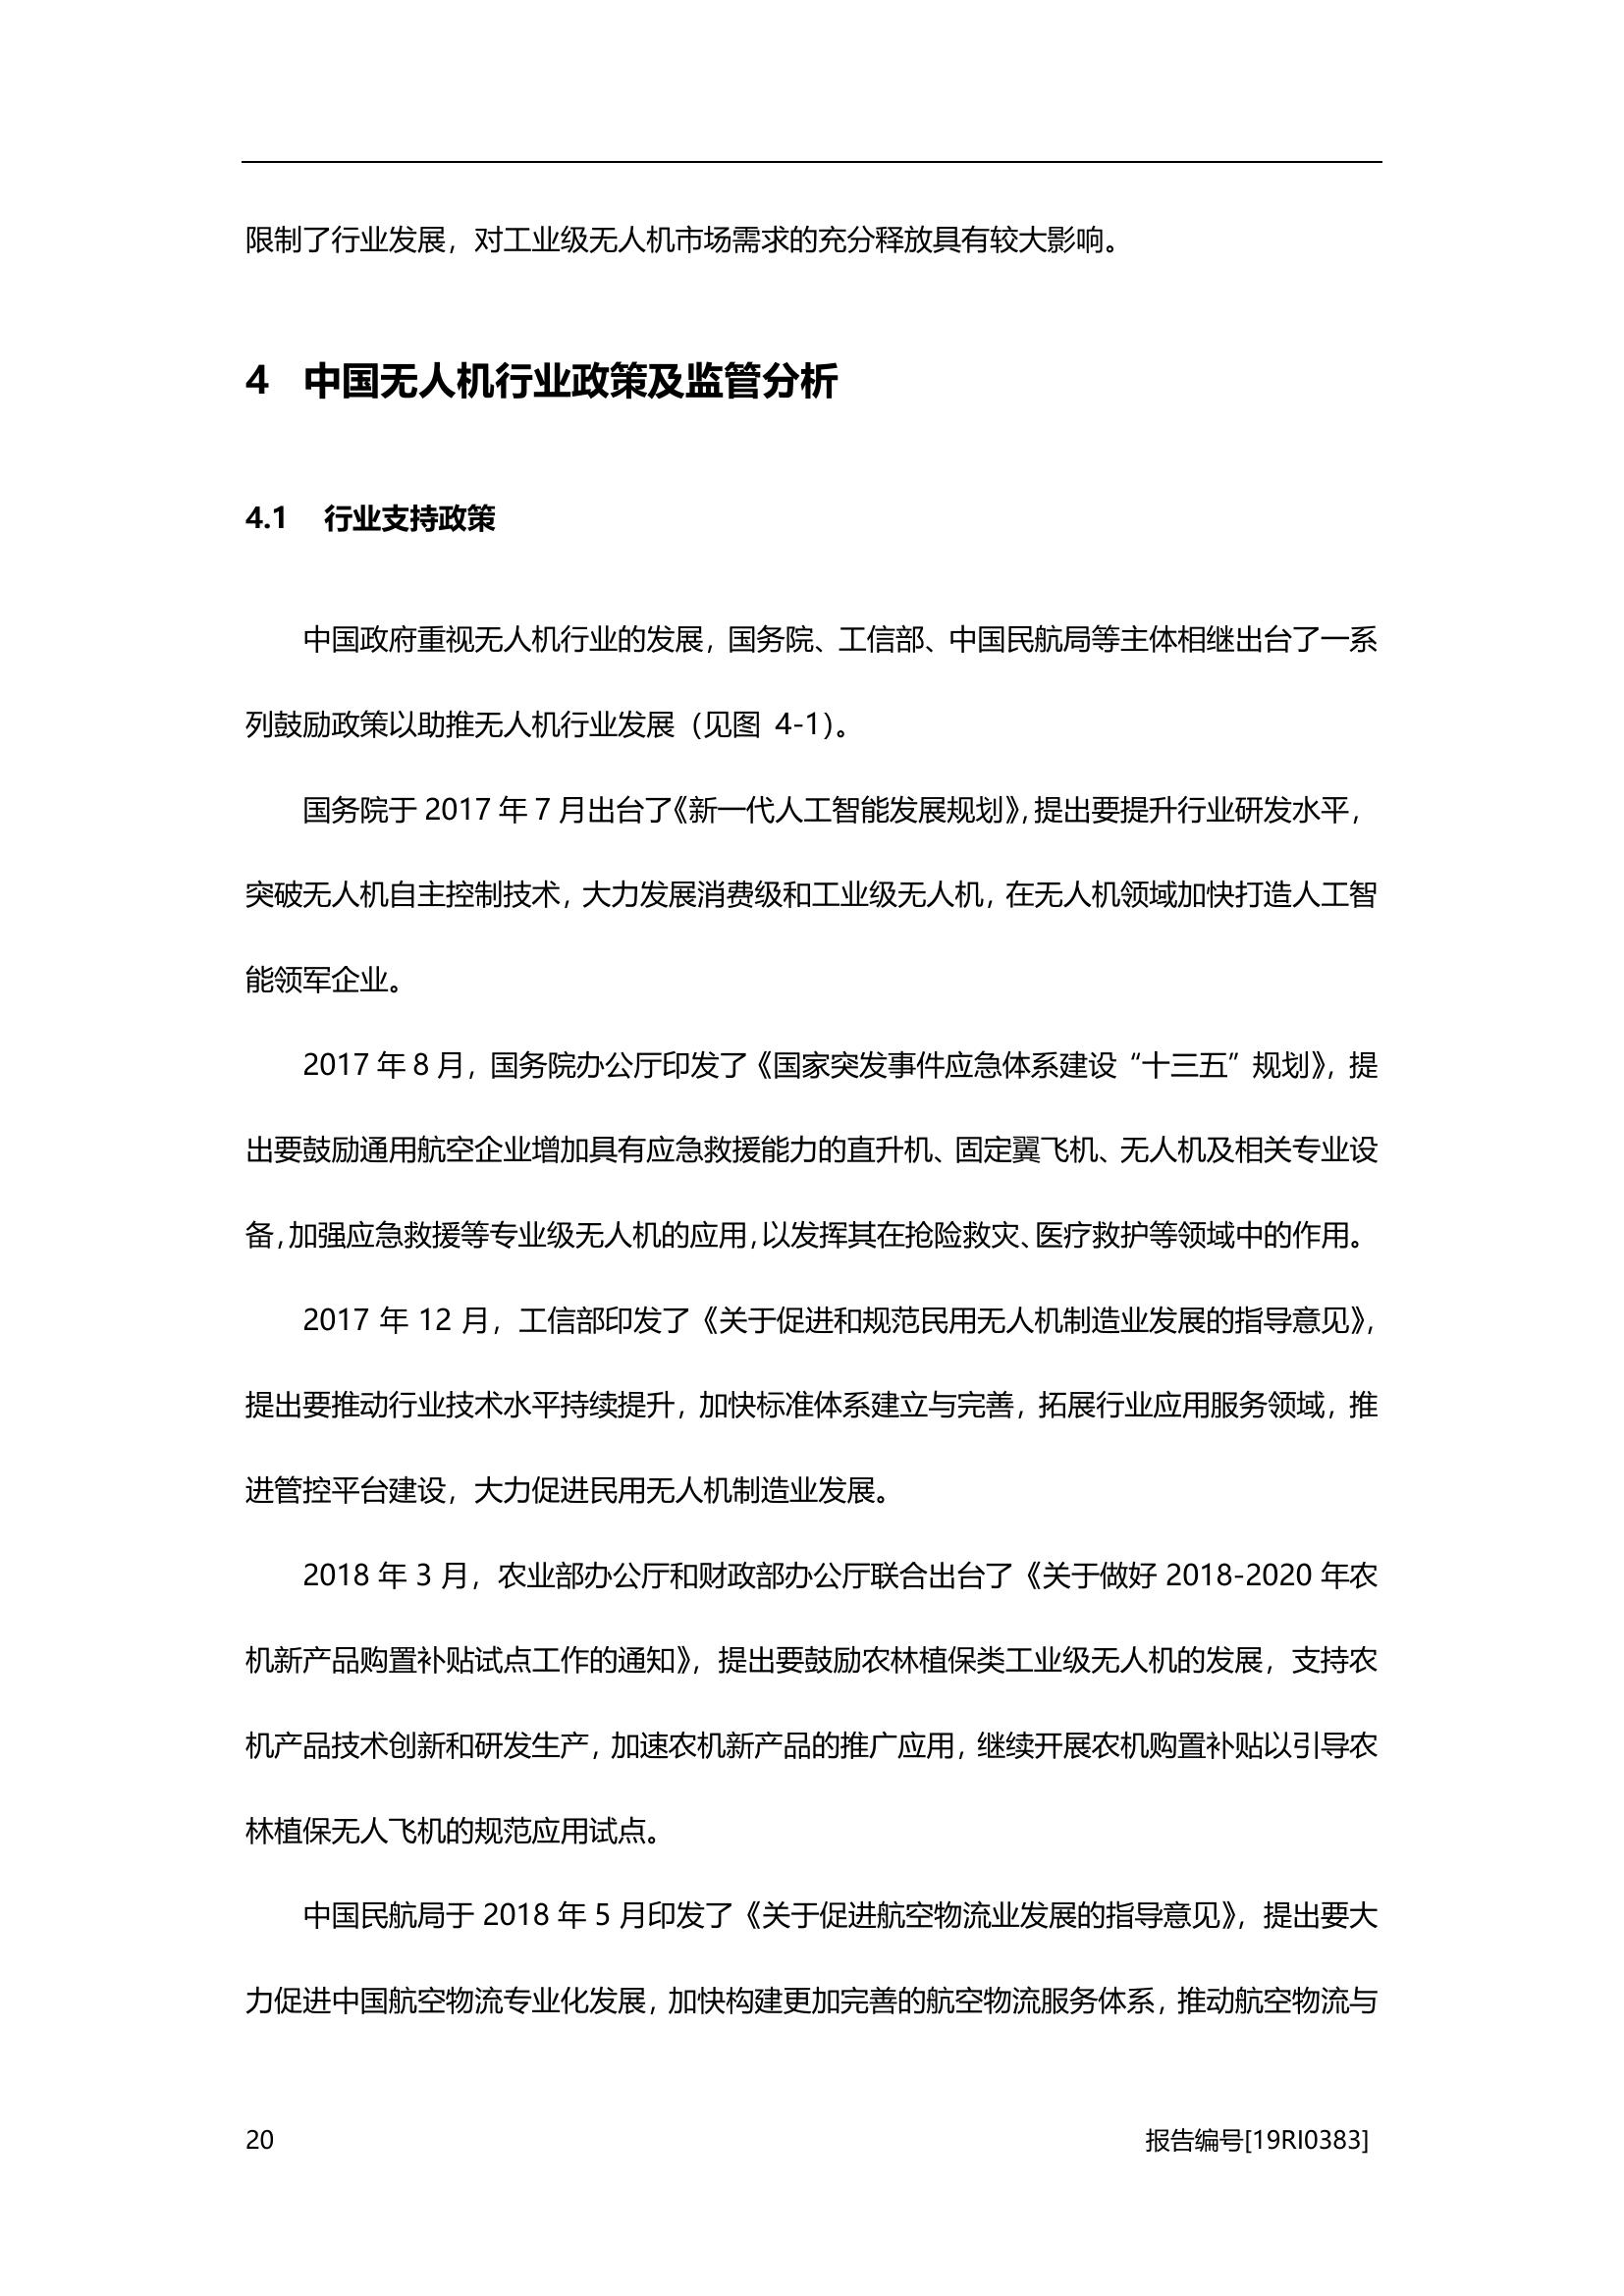 限制了行业发展，对工业级无人机市场需求的充分释放具有较大影响。
4 中国无人机行业政策及监管分析
4.1 行业支持政策
中国政府重视无人机行业的发展，国务院、工信部、中国民航局等主体相继出台了一系
列鼓励政策以助推无人机行业发展（见图 4-1）。
国务院于 2017 年 7 月出台了《新一代人工智能发展规划》，提出要提升行业研发水平，
突破无人机自主控制技术，大力发展消费级和工业级无人机，在无人机领域加快打造人工智
能领军企业。
2017 年 8 月，国务院办公厅印发了《国家突发事件应急体系建设“十三五”规划》，提
出要鼓励通用航空企业增加具有应急救援能力的直升机、固定翼飞机、无人机及相关专业设
备，加强应急救援等专业级无人机的应用，以发挥其在抢险救灾、医疗救护等领域中的作用。
2017 年 12 月，工信部印发了《关于促进和规范民用无人机制造业发展的指导意见》，
提出要推动行业技术水平持续提升，加快标准体系建立与完善，拓展行业应用服务领域，推
进管控平台建设，大力促进民用无人机制造业发展。
2018 年 3 月，农业部办公厅和财政部办公厅联合出台了《关于做好 2018-2020 年农
机新产品购置补贴试点工作的通知》，提出要鼓励农林植保类工业级无人机的发展，支持农
机产品技术创新和研发生产，加速农机新产品的推广应用，继续开展农机购置补贴以引导农
林植保无人飞机的规范应用试点。
中国民航局于 2018 年 5 月印发了《关于促进航空物流业发展的指导意见》，提出要大
力促进中国航空物流专业化发展，加快构建更加完善的航空物流服务体系，推动航空物流与
20 报告编号[19RI0383]